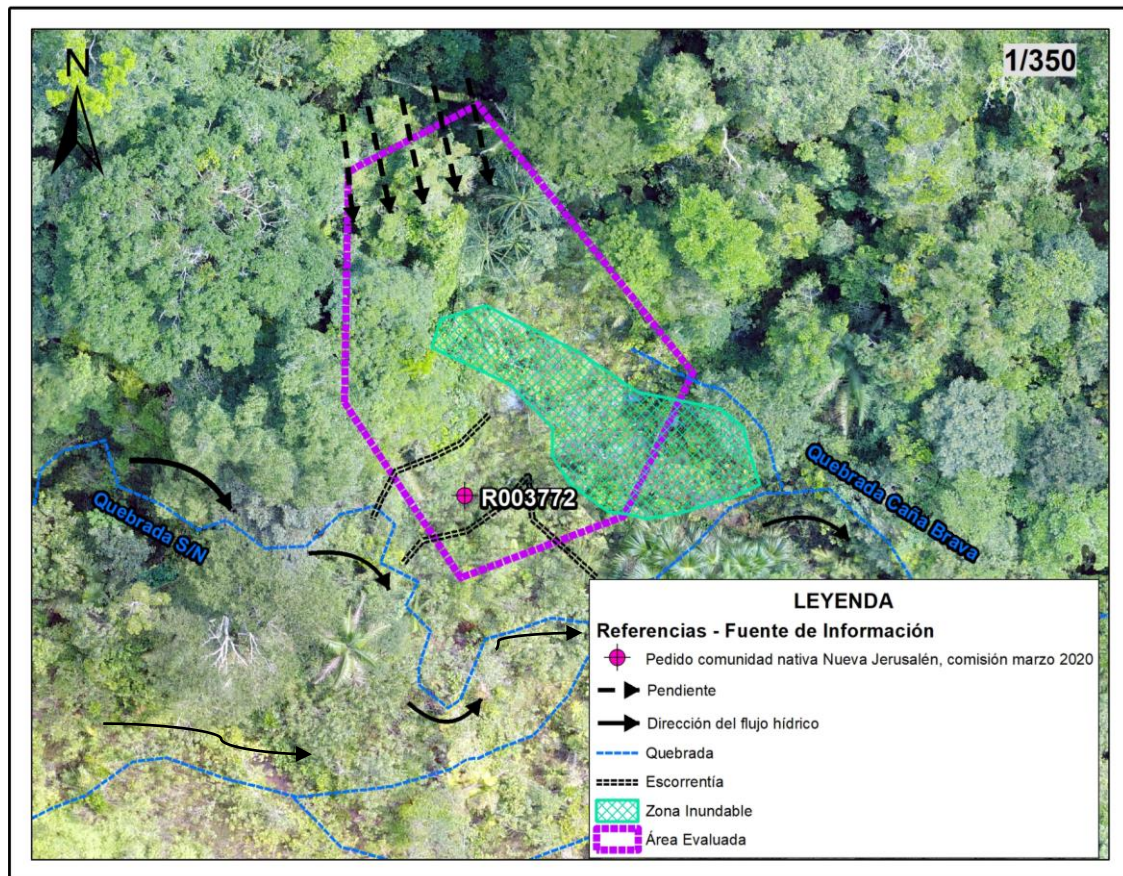 N
1/350
R003772
Quebrada S/N
Quebrada Caña Brava
LEYENDA
Referencias - Fuente de Información
Pedido comunidad nativa Nueva Jerusalén, comisión marzo 2020
Pendiente
Dirección del flujo hídrico
Quebrada
Escorrentía
Zona Inundable
Área Evaluada